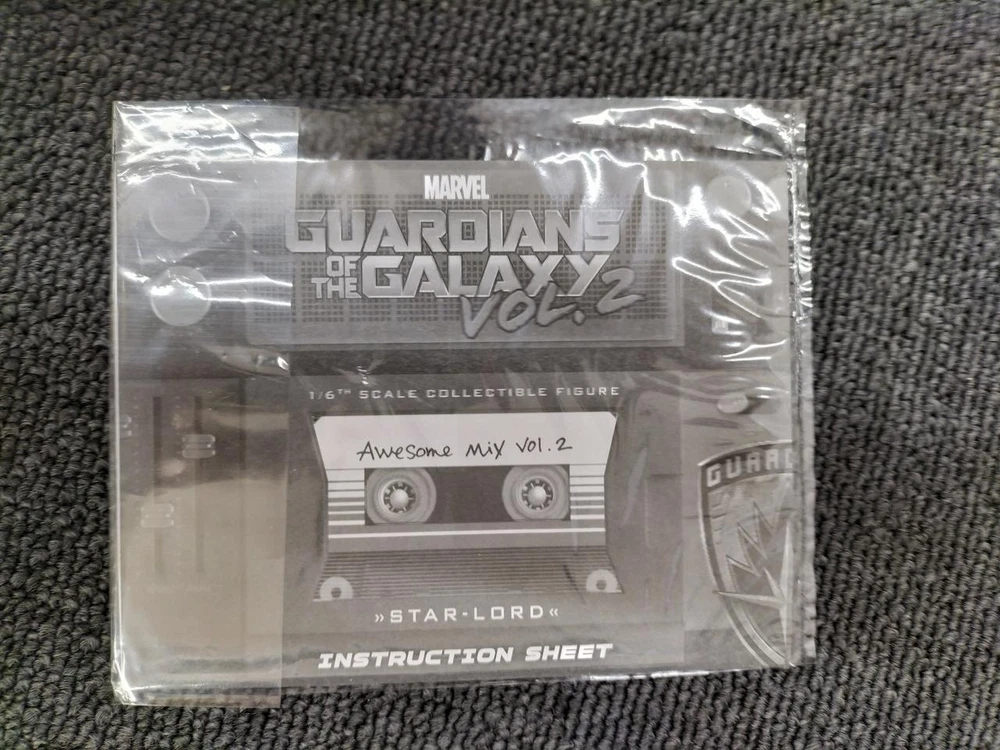 MARVEL
GUARDIANS
OF THE GALAXY
VOL. 2
1/6™ SCALE COLLECTIBLE FIGURE
Awesome Mix Vol. 2
»STAR-LORD«
INSTRUCTION SHEET